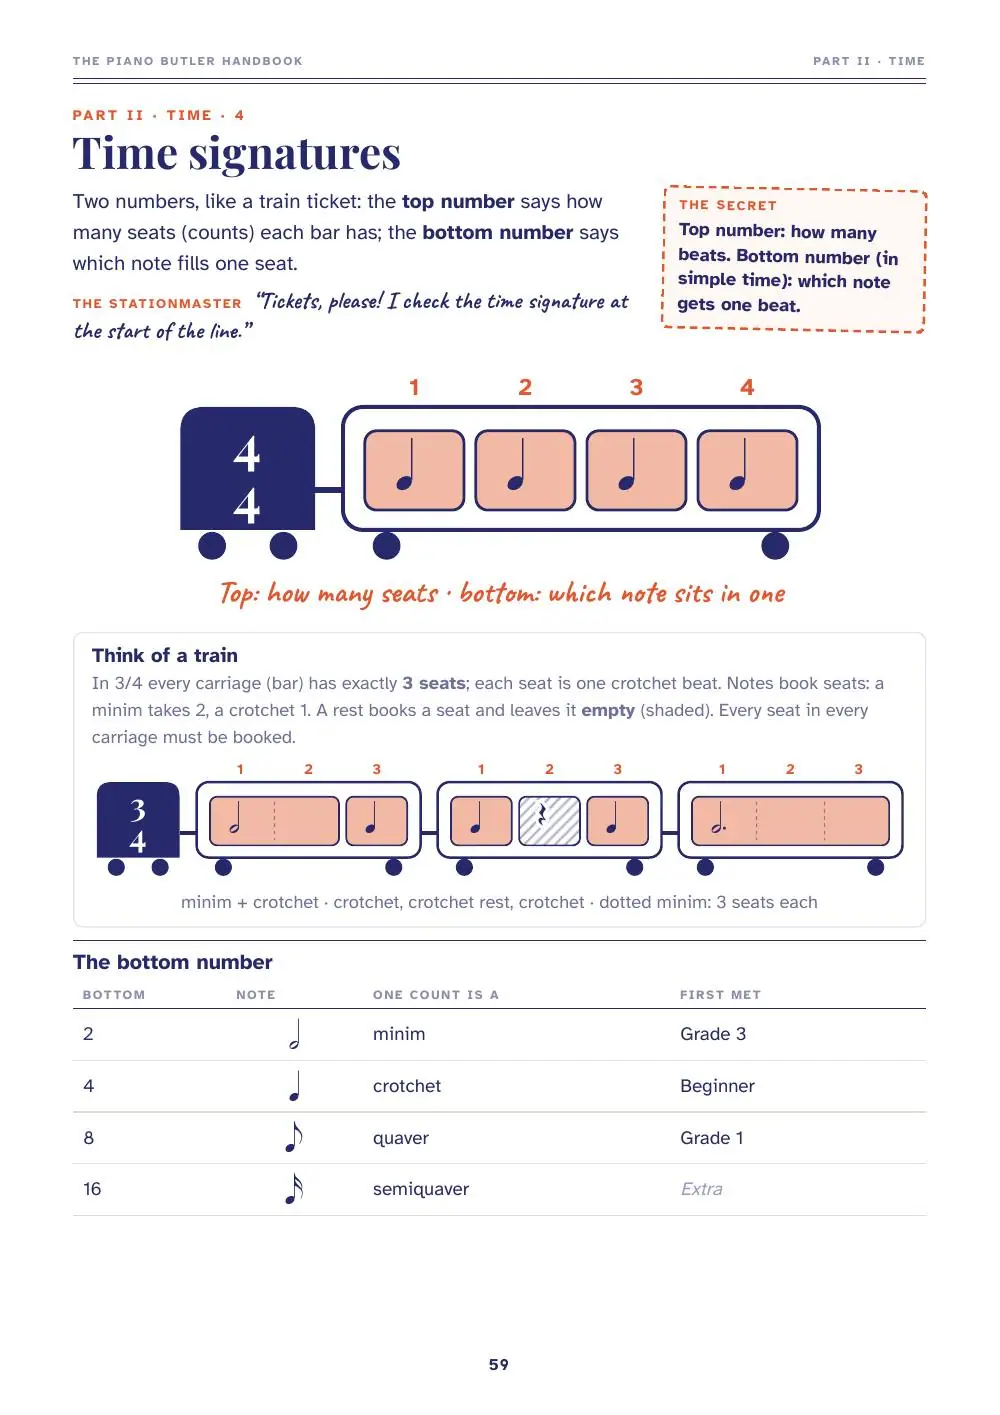 THE PIANO BUTLER HANDBOOK
PART II · TIME
PART II · TIME · 4
Time signatures
Two numbers, like a train ticket: the top number says how
many seats (counts) each bar has; the bottom number says
which note fills one seat.
THE STATIONMASTER "Tickets, please! I check the time signature at
the start of the line."
THE SECRET
Top number: how many
beats. Bottom number (in
simple time): which note
gets one beat.
1 2 3 4
4
4
Top: how many seats · bottom: which note sits in one
Think of a train
In 3/4 every carriage (bar) has exactly 3 seats; each seat is one crotchet beat. Notes book seats: a
minim takes 2, a crotchet 1. A rest books a seat and leaves it empty (shaded). Every seat in every
carriage must be booked.
1 2 3 1 2 3 1 2 3
3
4
minim + crotchet · crotchet, crotchet rest, crotchet · dotted minim: 3 seats each
The bottom number
BOTTOM NOTE ONE COUNT IS A FIRST MET
2 minim Grade 3
4 crotchet Beginner
8 quaver Grade 1
16 semiquaver Extra
59